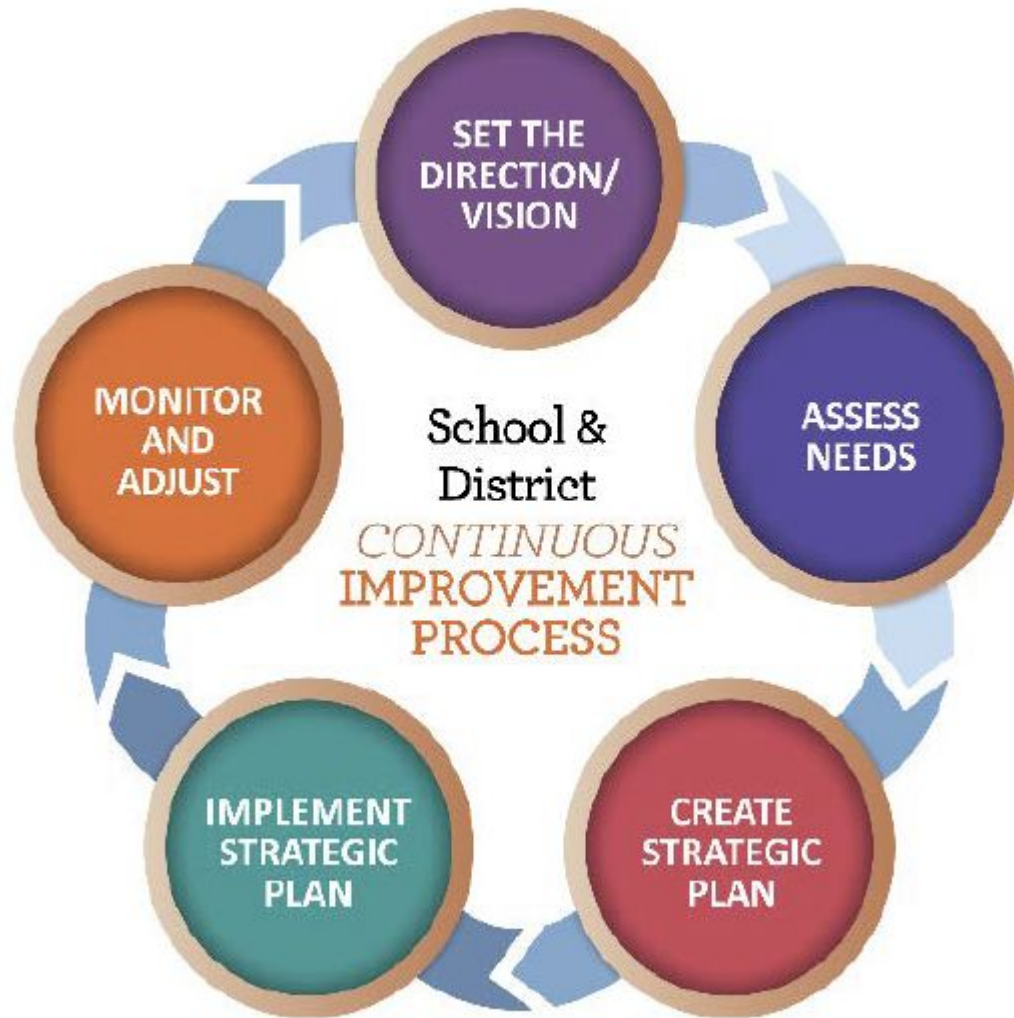 SET THE
DIRECTION/
VISION
ASSESS
NEEDS
CREATE
STRATEGIC
PLAN
IMPLEMENT
STRATEGIC
PLAN
MONITOR
AND
ADJUST
School &
District
CONTINUOUS
IMPROVEMENT
PROCESS